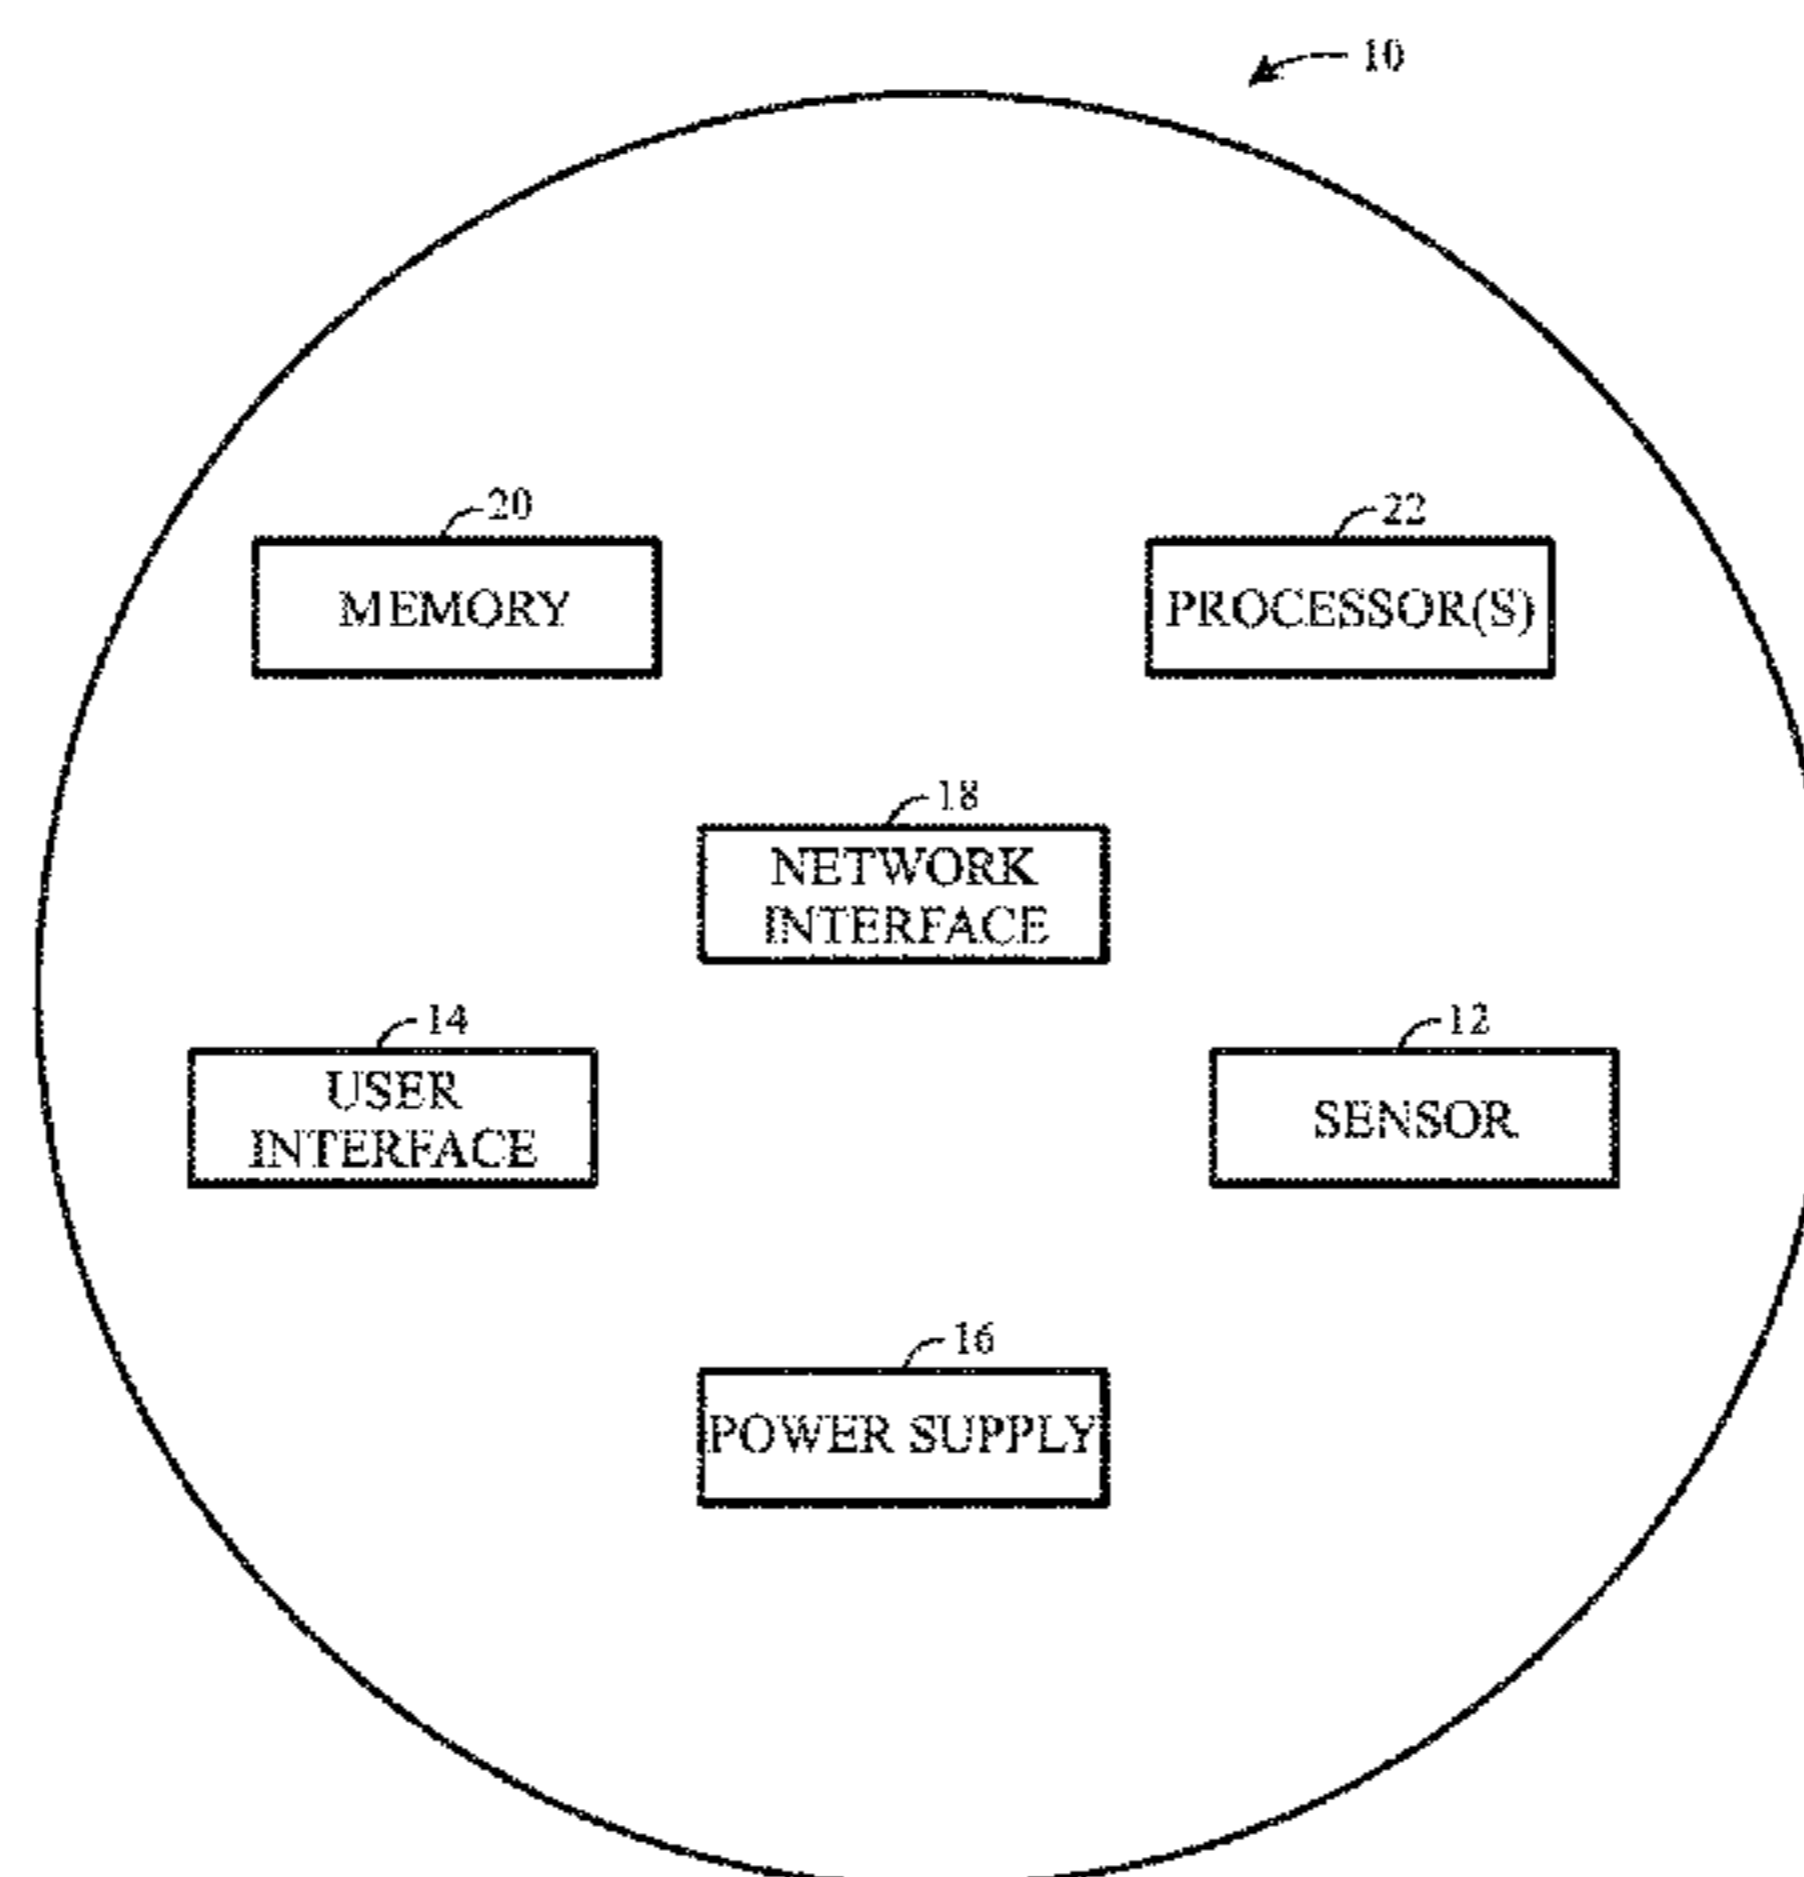 10
20
MEMORY
22
PROCESSOR(S)
18
NETWORK
INTERFACE
14
USER
INTERFACE
12
SENSOR
16
POWER SUPPLY